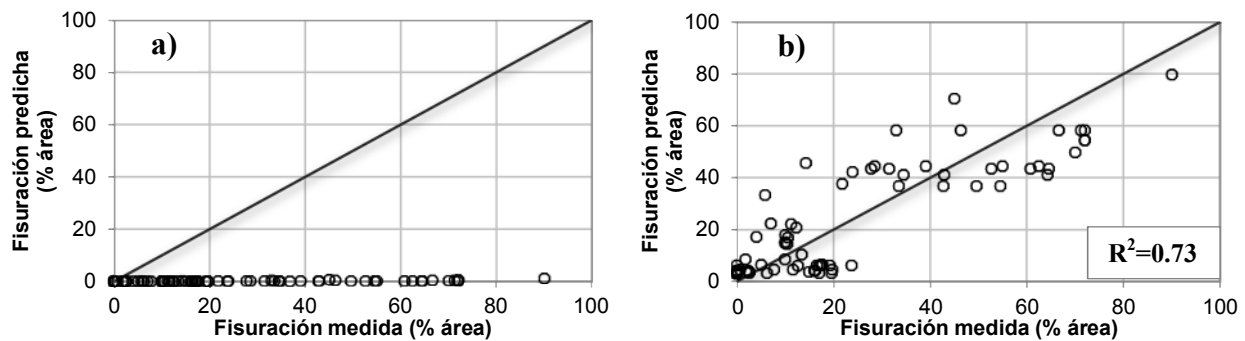 a)
Fisuración predicha
(% área)
100
80
60
40
20
0
0 20 40 60 80 100
Fisuración medida (% área)
b)
Fisuración predicha
(% área)
100
80
60
40
20
0
R²=0.73
0 20 40 60 80 100
Fisuración medida (% área)